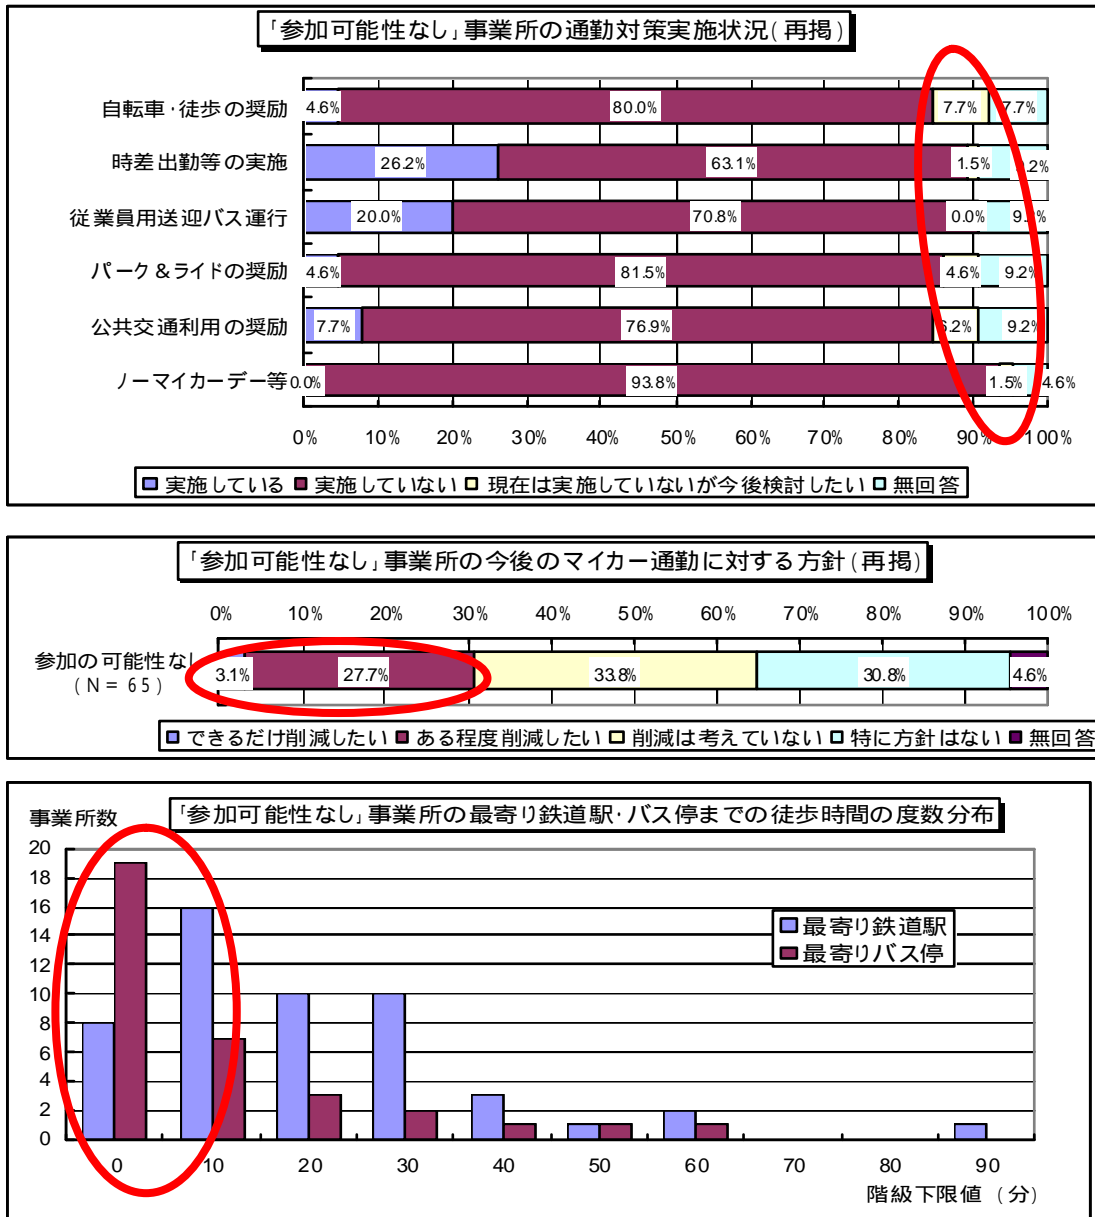 「参加可能性なし」事業所の通勤対策実施状況(再掲)
自転車・徒歩の奨励 4.6% 80.0% 7.7% 7.7%
時差出勤等の実施 26.2% 63.1% 1.5%
従業員用送迎バス運行 20.0% 70.8% 0.0%
パーク&ライドの奨励 4.6% 81.5% 4.6% 9.2%
公共交通利用の奨励 7.7% 76.9% 6.2% 9.2%
ノーマイカーデー等 0.0% 93.8% 1.5% 4.6%
0% 10% 20% 30% 40% 50% 60% 70% 80% 90% 100%
実施している 実施していない 現在は実施していないが今後検討したい 無回答
「参加可能性なし」事業所の今後のマイカー通勤に対する方針(再掲)
0% 10% 20% 30% 40% 50% 60% 70% 80% 90% 100%
参加の可能性なし
(N=65)
3.1% 27.7% 33.8% 30.8% 4.6%
できるだけ削減したい ある程度削減したい 削減は考えていない 特に方針はない 無回答
「参加可能性なし」事業所の最寄り鉄道駅・バス停までの徒歩時間の度数分布
事業所数
20
18
16
14
12
10
8
6
4
2
0
最寄り鉄道駅
最寄りバス停
0 10 20 30 40 50 60 70 80 90
階級下限値(分)